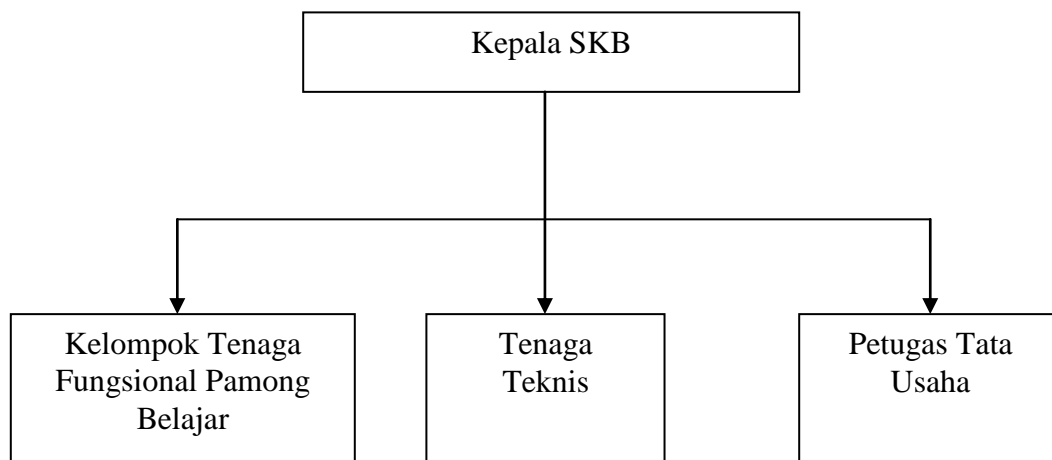 Kepala SKB
Kelompok Tenaga
Fungsional Pamong
Belajar
Tenaga
Teknis
Petugas Tata
Usaha